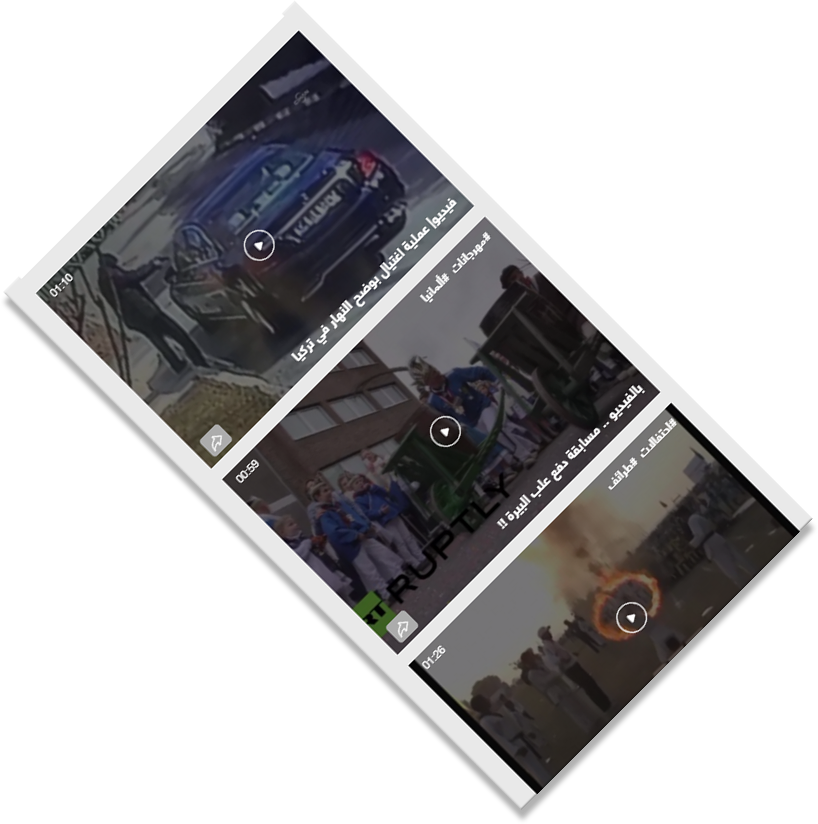 فيديو| عملية اغتيال بوضح النهار في تركيا
01:10
#مهرجانات #ألمانيا
بالفيديو .. مسابقة دفع علب البيرة !!
00:59
RT RUPTLY
#احتفالات #طرائف
01:26